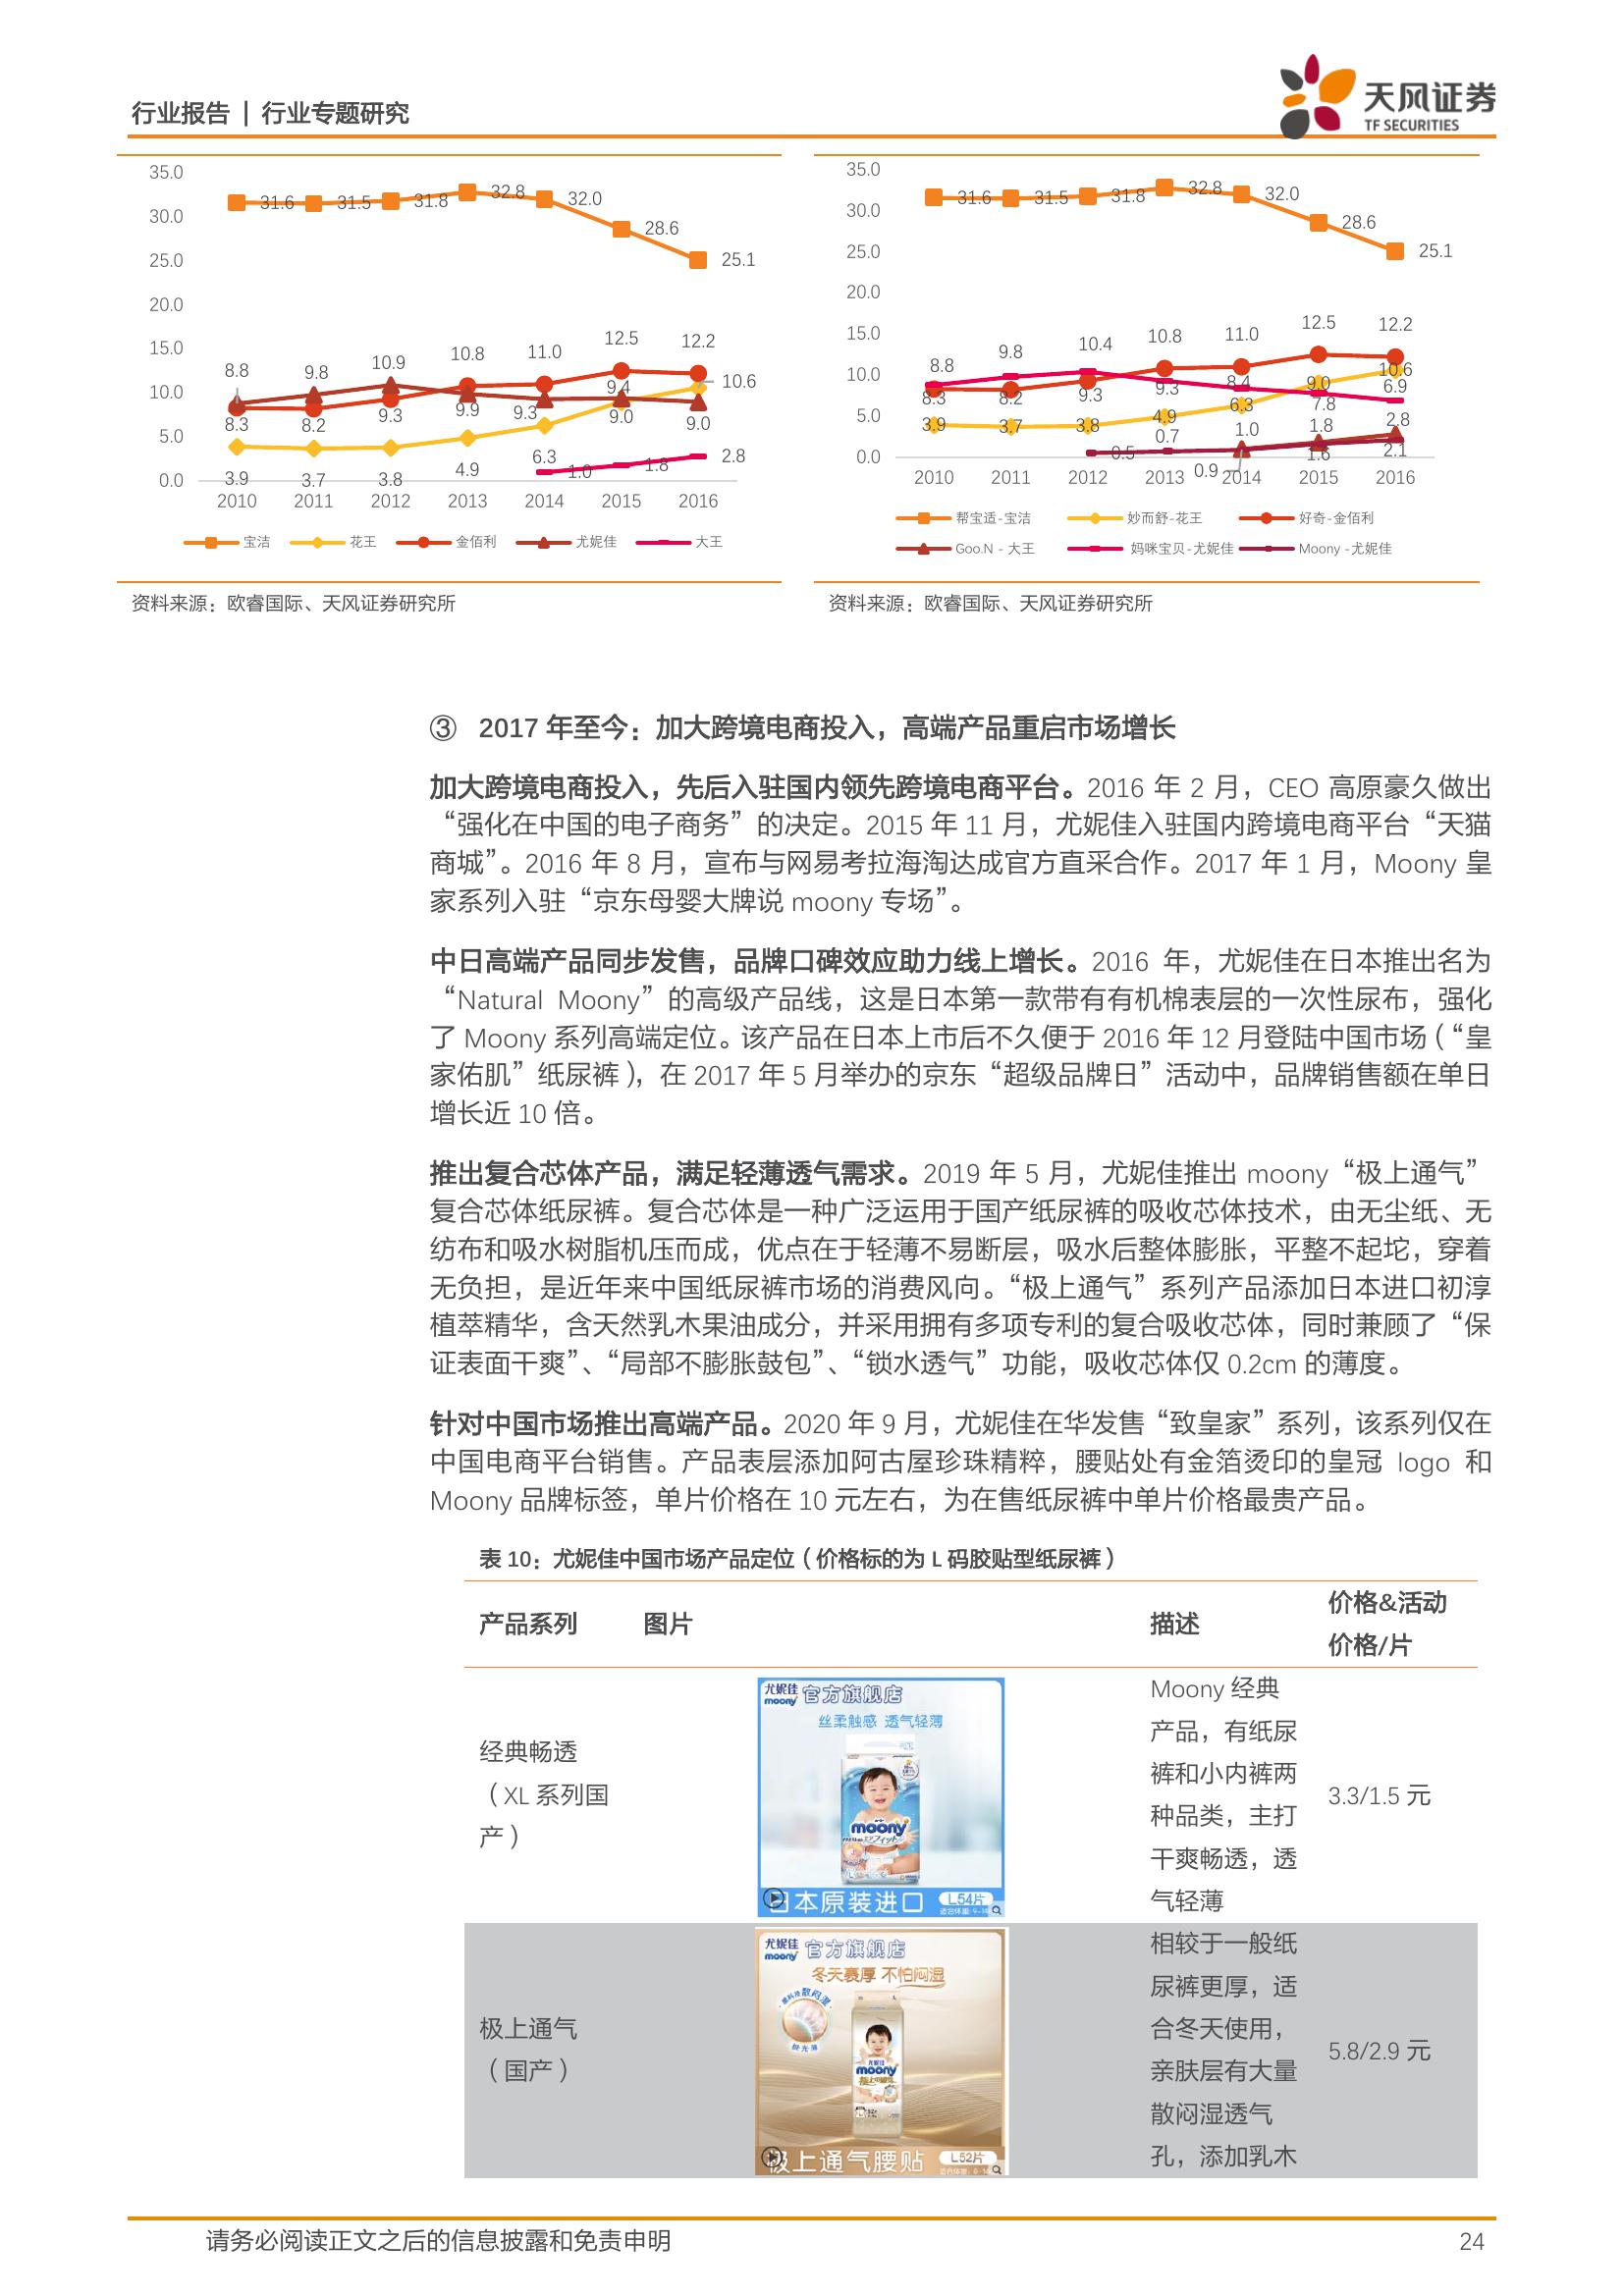 行业报告 | 行业专题研究
天风证券
TF SECURITIES
35.0
30.0
25.0
20.0
15.0
10.0
5.0
0.0
31.6 31.5 31.8 32.8 32.0 28.6 25.1
8.8 9.8 10.9 10.8 11.0 12.5 12.2
8.3 8.2 9.3 9.9 9.3 9.4 10.6
9.0 9.0
3.9 3.7 3.8 4.9 6.3
1.0 1.8 2.8
2010 2011 2012 2013 2014 2015 2016
宝洁 花王 金佰利 尤妮佳 大王
资料来源：欧睿国际、天风证券研究所
35.0
30.0
25.0
20.0
15.0
10.0
5.0
0.0
31.6 31.5 31.8 32.8 32.0 28.6 25.1
8.8 9.8 10.4 10.8 11.0 12.5 12.2
8.3 8.2 9.3 9.3 8.4 9.0 10.6
7.8 6.9
3.9 3.7 3.8 4.9 6.3
0.5 0.7 1.0 1.8 2.8
0.9 1.6 2.1
2010 2011 2012 2013 2014 2015 2016
帮宝适-宝洁 妙而舒-花王 好奇-金佰利
Goo.N - 大王 妈咪宝贝-尤妮佳 Moony -尤妮佳
资料来源：欧睿国际、天风证券研究所
③ 2017 年至今：加大跨境电商投入，高端产品重启市场增长
加大跨境电商投入，先后入驻国内领先跨境电商平台。2016 年 2 月，CEO 高原豪久做出
“强化在中国的电子商务”的决定。2015 年 11 月，尤妮佳入驻国内跨境电商平台“天猫
商城”。2016 年 8 月，宣布与网易考拉海淘达成官方直采合作。2017 年 1 月，Moony 皇
家系列入驻“京东母婴大牌说 moony 专场”。
中日高端产品同步发售，品牌口碑效应助力线上增长。2016 年，尤妮佳在日本推出名为
“Natural Moony”的高级产品线，这是日本第一款带有有机棉表层的一次性尿布，强化
了 Moony 系列高端定位。该产品在日本上市后不久便于 2016 年 12 月登陆中国市场（“皇
家佑肌”纸尿裤），在 2017 年 5 月举办的京东“超级品牌日”活动中，品牌销售额在单日
增长近 10 倍。
推出复合芯体产品，满足轻薄透气需求。2019 年 5 月，尤妮佳推出 moony“极上通气”
复合芯体纸尿裤。复合芯体是一种广泛运用于国产纸尿裤的吸收芯体技术，由无尘纸、无
纺布和吸水树脂机压而成，优点在于轻薄不易断层，吸水后整体膨胀，平整不起坨，穿着
无负担，是近年来中国纸尿裤市场的消费风向。“极上通气”系列产品添加日本进口初淳
植萃精华，含天然乳木果油成分，并采用拥有多项专利的复合吸收芯体，同时兼顾了“保
证表面干爽”、“局部不膨胀鼓包”、“锁水透气”功能，吸收芯体仅 0.2cm 的薄度。
针对中国市场推出高端产品。2020 年 9 月，尤妮佳在华发售“致皇家”系列，该系列仅在
中国电商平台销售。产品表层添加阿古屋珍珠精粹，腰贴处有金箔烫印的皇冠 logo 和
Moony 品牌标签，单片价格在 10 元左右，为在售纸尿裤中单片价格最贵产品。
表 10：尤妮佳中国市场产品定位（价格标的为 L 码胶贴型纸尿裤）
产品系列 图片 描述 价格&活动
价格/片
经典畅透
（XL 系列国
产）
尤妮佳 moony 官方旗舰店
丝柔触感 透气轻薄
moony
日本原装进口 L54片
Moony 经典
产品，有纸尿
裤和小内裤两
种品类，主打
干爽畅透，透
气轻薄
3.3/1.5 元
极上通气
（国产）
尤妮佳 moony 官方旗舰店
冬天裹厚 不怕闷湿
moony
极上通气腰贴 L52片
相较于一般纸
尿裤更厚，适
合冬天使用，
亲肤层有大量
散闷湿透气
孔，添加乳木
5.8/2.9 元
请务必阅读正文之后的信息披露和免责申明
24